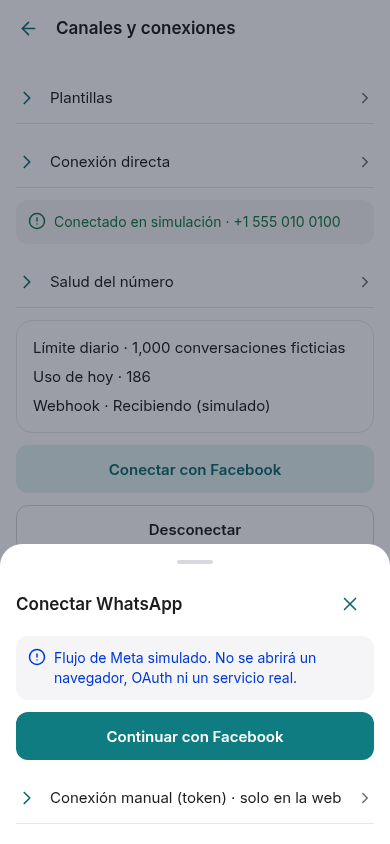 Canales y conexiones
Plantillas
Conexión directa
Conectado en simulación · +1 555 010 0100
Salud del número
Límite diario · 1,000 conversaciones ficticias
Uso de hoy · 186
Webhook · Recibiendo (simulado)
Conectar con Facebook
Desconectar
Conectar WhatsApp
Flujo de Meta simulado. No se abrirá un
navegador, OAuth ni un servicio real.
Continuar con Facebook
Conexión manual (token) · solo en la web